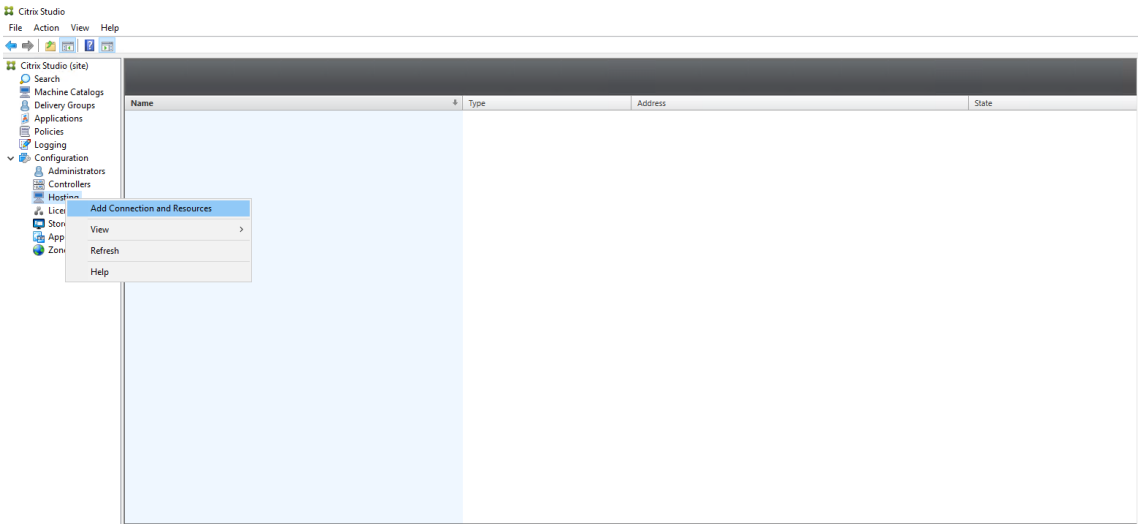 Citrix Studio
File Action View Help
Citrix Studio (site)
Search
Machine Catalogs
Delivery Groups
Applications
Policies
Logging
Configuration
Administrators
Controllers
Hosting
Name Type Address State
Add Connection and Resources
View
Refresh
Help